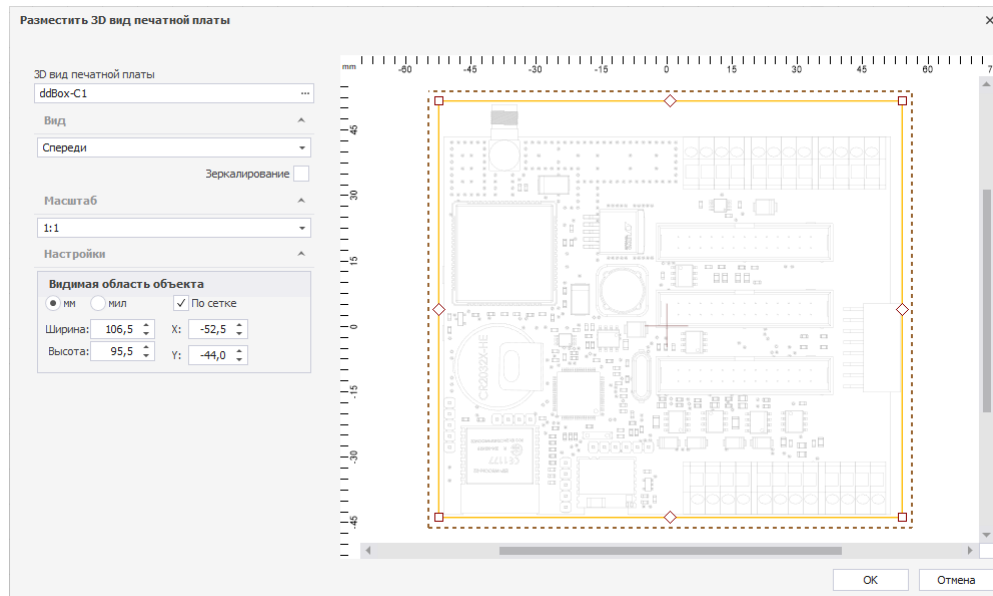 Разместить 3D вид печатной платы
3D вид печатной платы
ddBox-C1
Вид
Спереди
Зеркалирование
Масштаб
1:1
Настройки
Видимая область объекта
мм мил По сетке
Ширина: 106,5 X: -52,5
Высота: 95,5 Y: -44,0
mm
-60 -45 -30 -15 0 15 30 45 60 7
45
30
15
0
-15
-30
-45
CR2032X-HE
CE1177
OK Отмена